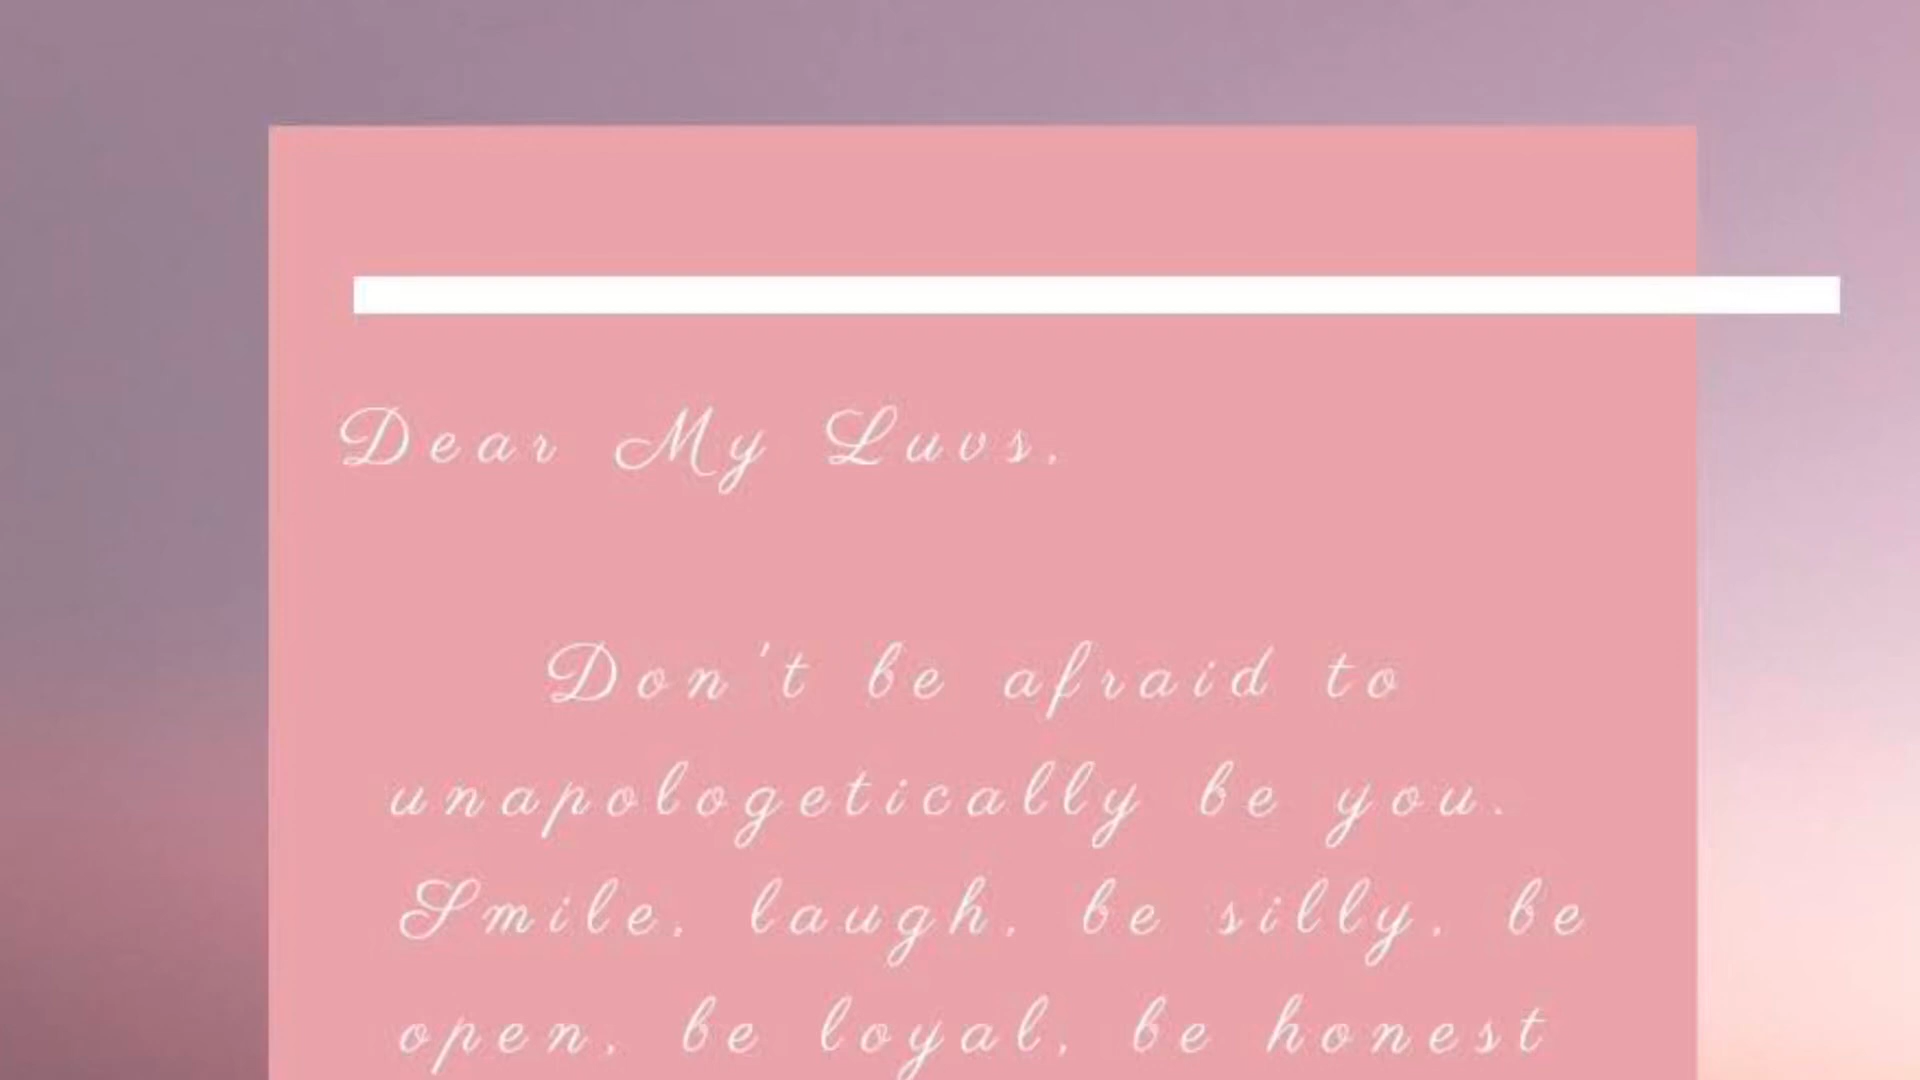 Dear My Luvs,
Don't be afraid to
unapologetically be you.
Smile, laugh, be silly, be
open, be loyal, be honest